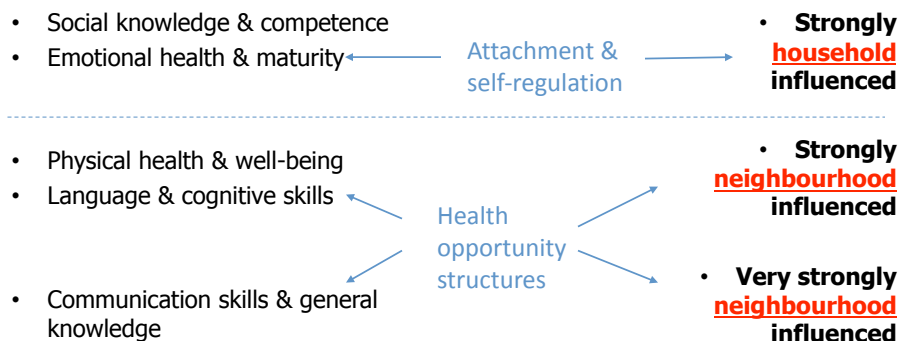 • Social knowledge & competence
• Emotional health & maturity
Attachment &
self-regulation
• Strongly
household
influenced
• Physical health & well-being
• Language & cognitive skills
Health
opportunity
structures
• Strongly
neighbourhood
influenced
• Communication skills & general
knowledge
• Very strongly
neighbourhood
influenced